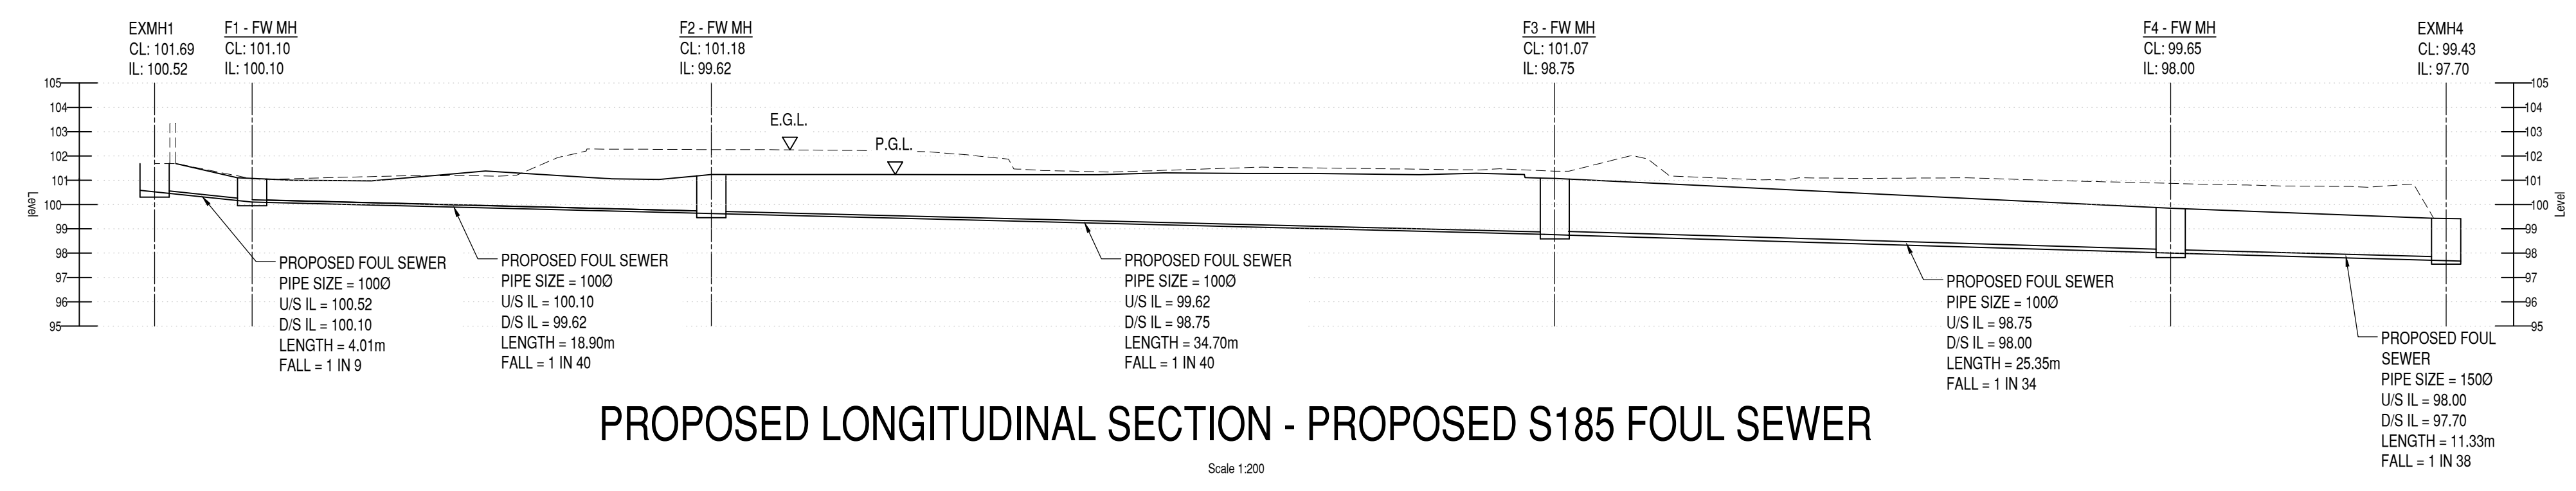 EXMH1
CL: 101.69
IL: 100.52
F1 - FW MH
CL: 101.10
IL: 100.10
F2 - FW MH
CL: 101.18
IL: 99.62
F3 - FW MH
CL: 101.07
IL: 98.75
F4 - FW MH
CL: 99.65
IL: 98.00
EXMH4
CL: 99.43
IL: 97.70
105
104
103
102
101
100
99
98
97
96
95
Level
E.G.L.
P.G.L.
105
104
103
102
101
100
99
98
97
96
95
Level
PROPOSED FOUL SEWER
PIPE SIZE = 100Ø
U/S IL = 100.52
D/S IL = 100.10
LENGTH = 4.01m
FALL = 1 IN 9
PROPOSED FOUL SEWER
PIPE SIZE = 100Ø
U/S IL = 100.10
D/S IL = 99.62
LENGTH = 18.90m
FALL = 1 IN 40
PROPOSED FOUL SEWER
PIPE SIZE = 100Ø
U/S IL = 99.62
D/S IL = 98.75
LENGTH = 34.70m
FALL = 1 IN 40
PROPOSED FOUL SEWER
PIPE SIZE = 100Ø
U/S IL = 98.75
D/S IL = 98.00
LENGTH = 25.35m
FALL = 1 IN 34
PROPOSED FOUL
SEWER
PIPE SIZE = 150Ø
U/S IL = 98.00
D/S IL = 97.70
LENGTH = 11.33m
FALL = 1 IN 38
PROPOSED LONGITUDINAL SECTION - PROPOSED S185 FOUL SEWER
Scale 1:200